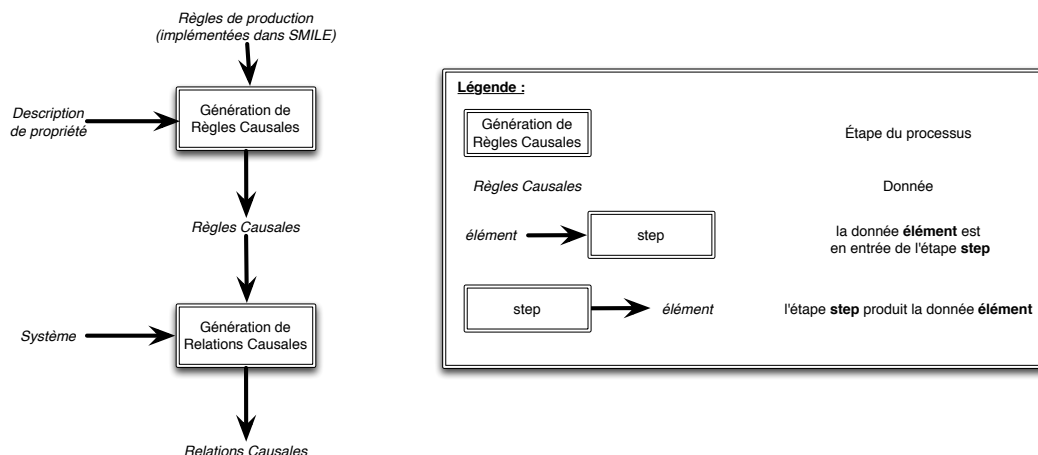 Règles de production
(implémentées dans SMILE)
Description
de propriété
Génération de
Règles Causales
Règles Causales
Système
Génération de
Relations Causales
Relations Causales
Légende :
Génération de
Règles Causales
Étape du processus
Règles Causales
Donnée
élément
step
la donnée élément est
en entrée de l'étape step
step
élément
l'étape step produit la donnée élément